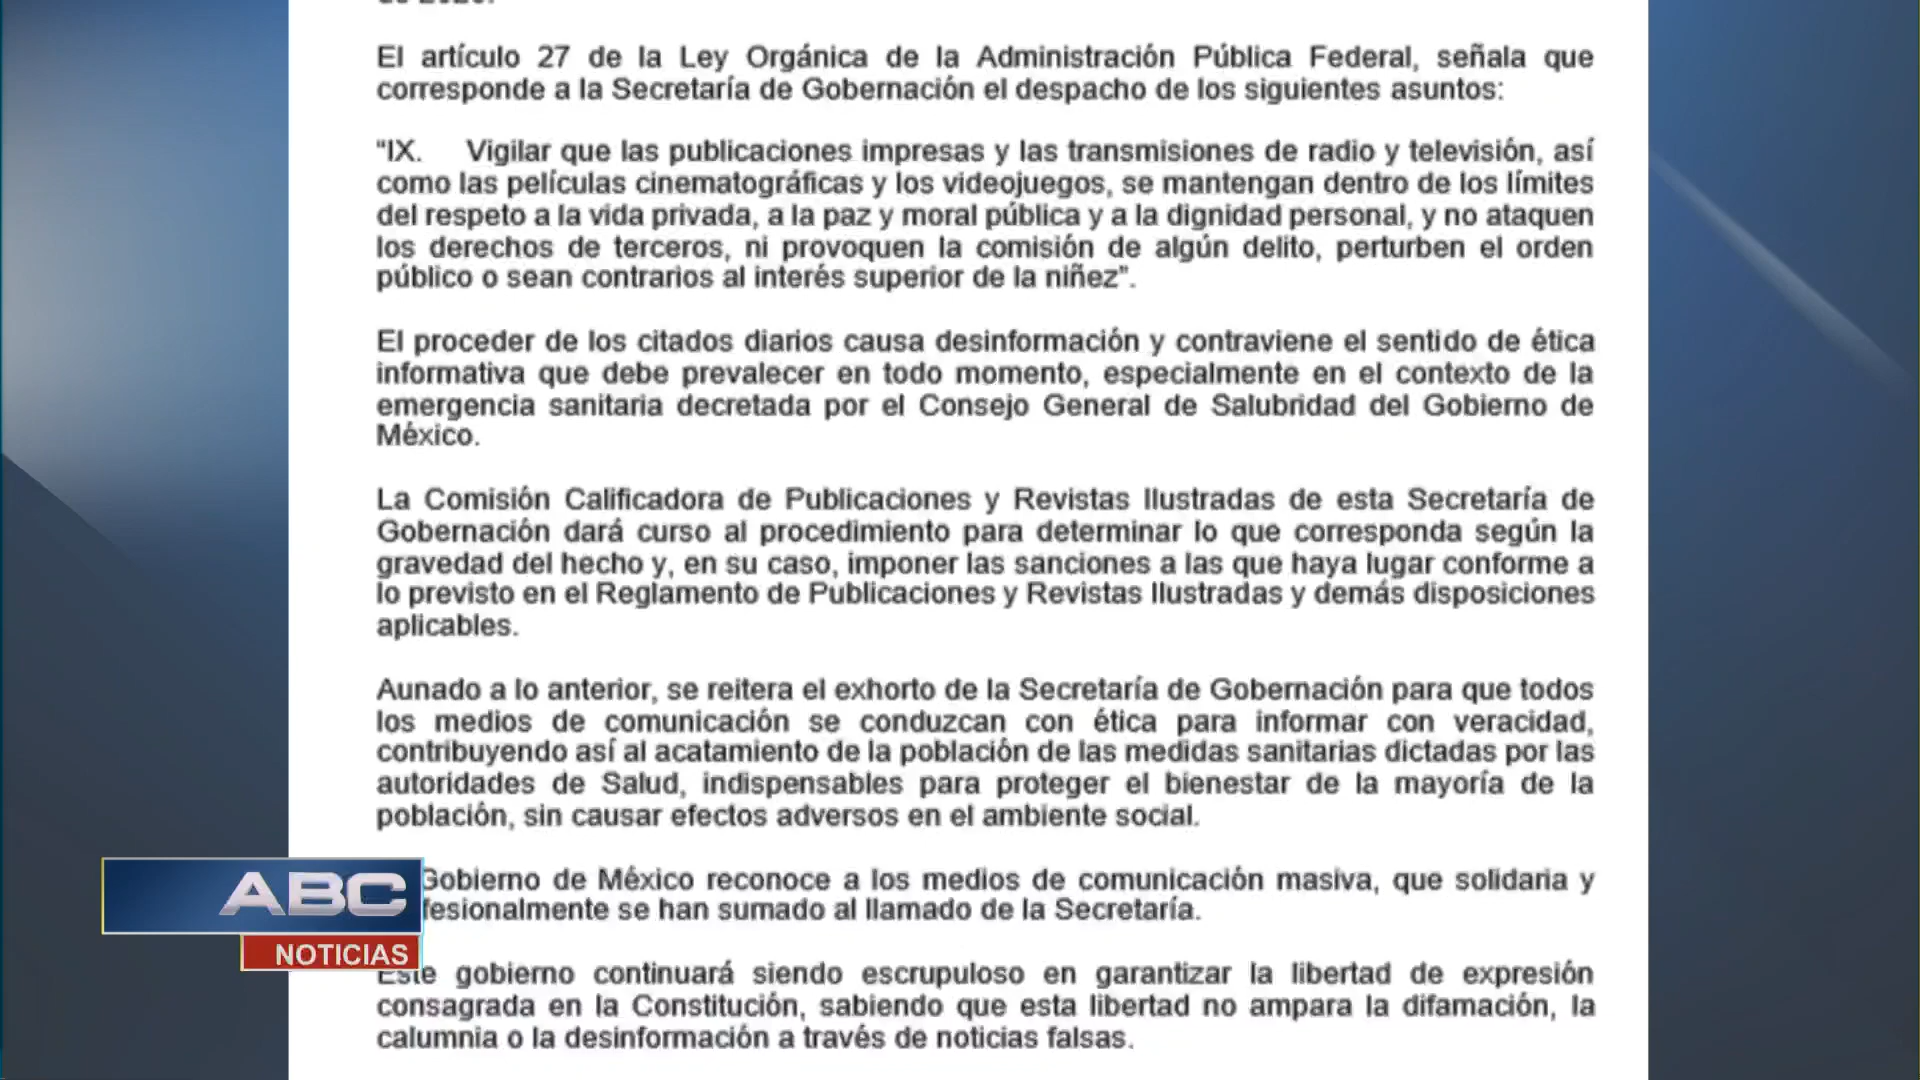 El artículo 27 de la Ley Orgánica de la Administración Pública Federal, señala que
corresponde a la Secretaría de Gobernación el despacho de los siguientes asuntos:
"IX. Vigilar que las publicaciones impresas y las transmisiones de radio y televisión, así
como las películas cinematográficas y los videojuegos, se mantengan dentro de los límites
del respeto a la vida privada, a la paz y moral pública y a la dignidad personal, y no ataquen
los derechos de terceros, ni provoquen la comisión de algún delito, perturben el orden
público o sean contrarios al interés superior de la niñez".
El proceder de los citados diarios causa desinformación y contraviene el sentido de ética
informativa que debe prevalecer en todo momento, especialmente en el contexto de la
emergencia sanitaria decretada por el Consejo General de Salubridad del Gobierno de
México.
La Comisión Calificadora de Publicaciones y Revistas Ilustradas de esta Secretaría de
Gobernación dará curso al procedimiento para determinar lo que corresponda según la
gravedad del hecho y, en su caso, imponer las sanciones a las que haya lugar conforme a
lo previsto en el Reglamento de Publicaciones y Revistas Ilustradas y demás disposiciones
aplicables.
Aunado a lo anterior, se reitera el exhorto de la Secretaría de Gobernación para que todos
los medios de comunicación se conduzcan con ética para informar con veracidad,
contribuyendo así al acatamiento de la población de las medidas sanitarias dictadas por las
autoridades de Salud, indispensables para proteger el bienestar de la mayoría de la
población, sin causar efectos adversos en el ambiente social.
Gobierno de México reconoce a los medios de comunicación masiva, que solidaria y
fesionalmente se han sumado al llamado de la Secretaría.
Este gobierno continuará siendo escrupuloso en garantizar la libertad de expresión
consagrada en la Constitución, sabiendo que esta libertad no ampara la difamación, la
calumnia o la desinformación a través de noticias falsas.
ABC
NOTICIAS